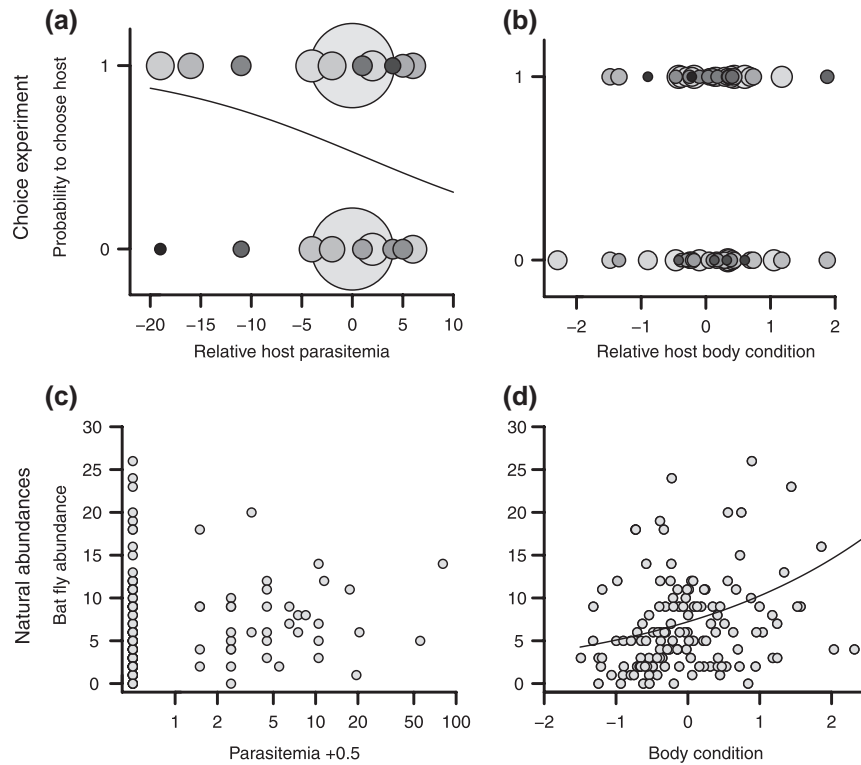 (a)
(b)
Choice experiment
Probability to choose host
1
0
−20 −15 −10 −5 0 5 10
Relative host parasitemia
1
0
−2 −1 0 1 2
Relative host body condition
(c)
(d)
Natural abundances
Bat fly abundance
30
25
20
15
10
5
0
1 2 5 10 20 50 100
Parasitemia +0.5
30
25
20
15
10
5
0
−2 −1 0 1 2
Body condition